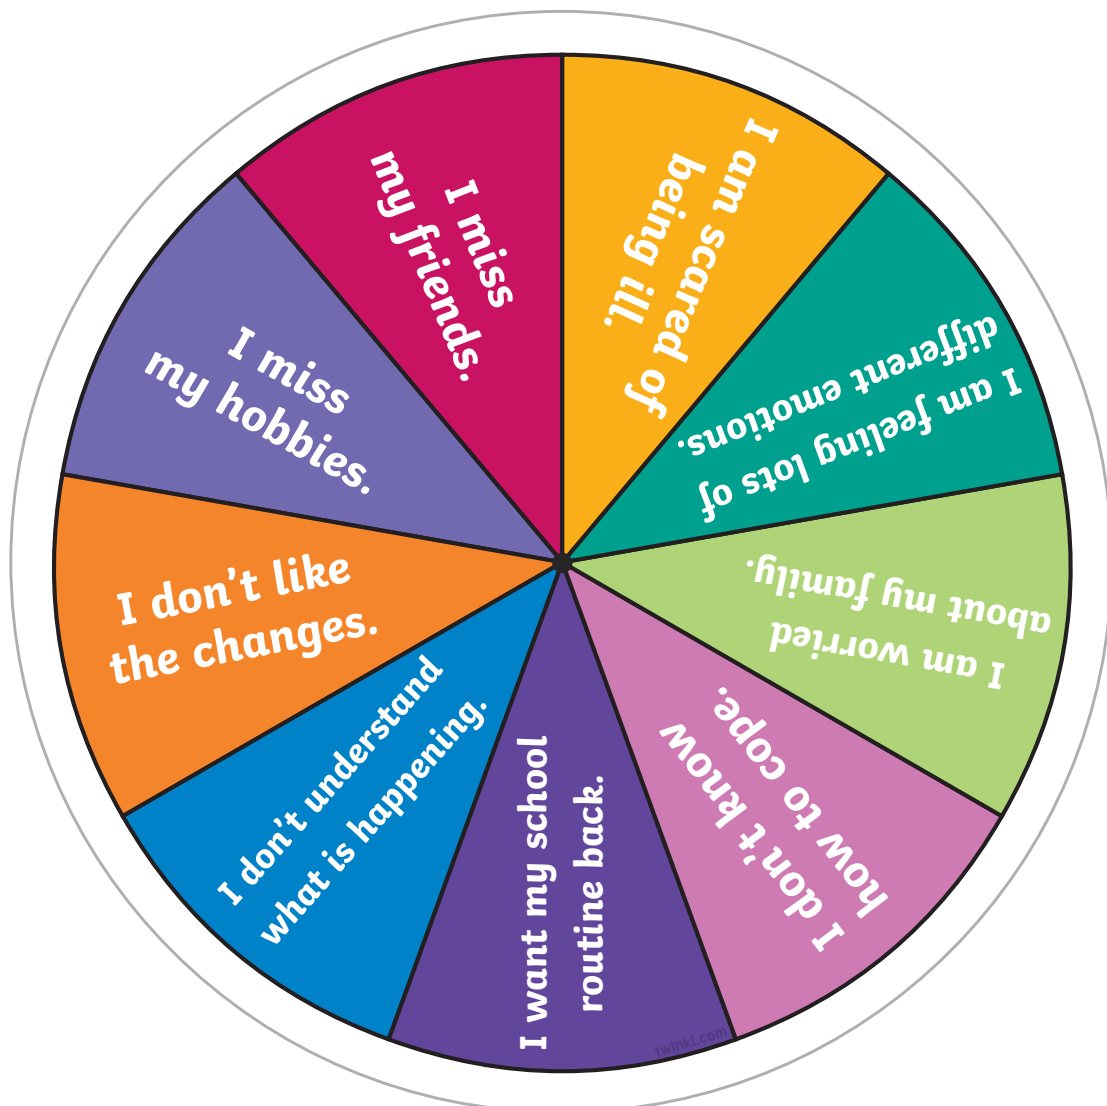 I am scared of
being ill.
I am feeling lots of
different emotions.
I am worried
about my family.
I don't know
how to cope.
I want my school
routine back.
I don't understand
what is happening.
I don't like
the changes.
I miss
my hobbies.
I miss
my friends.
twinkl.com